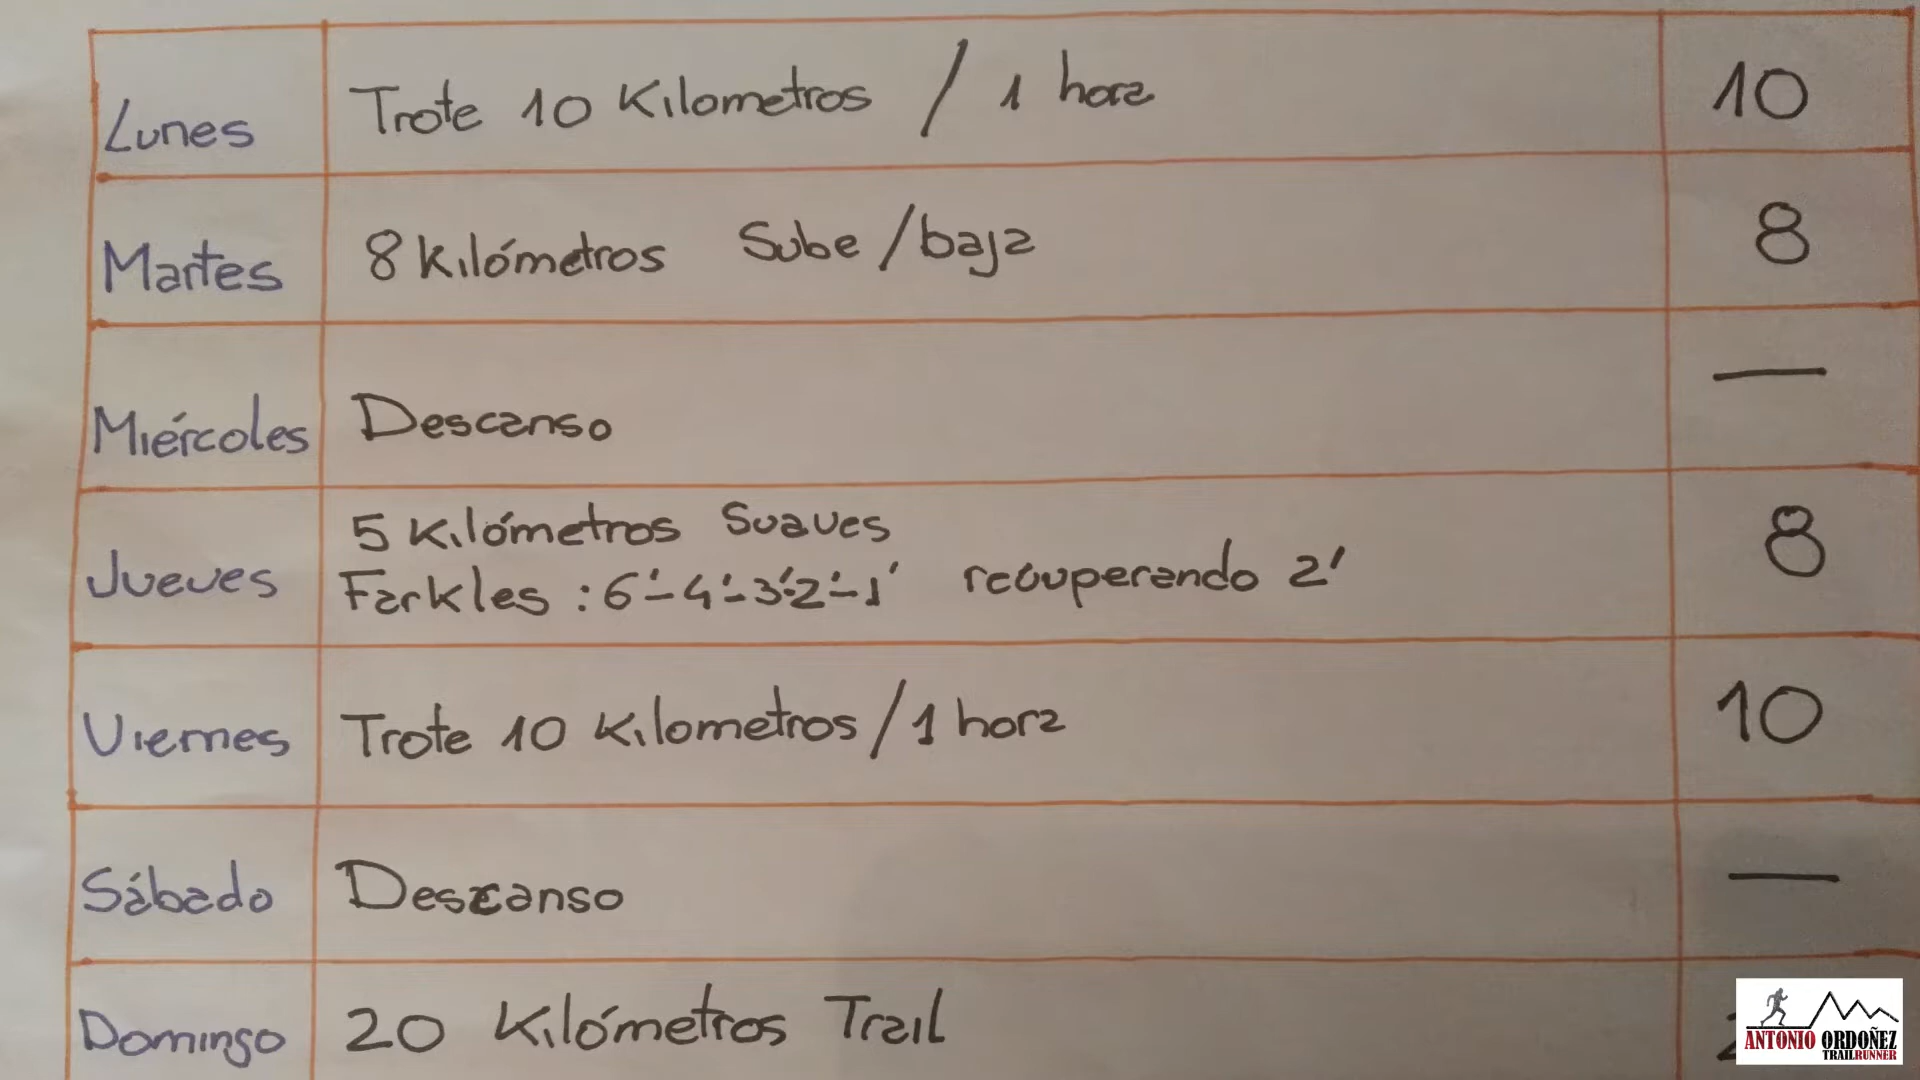 Lunes Trote 10 Kilometros / 1 hora 10
Martes 8 Kilómetros Sube/baja 8
Miércoles Descanso —
Jueves 5 Kilómetros Suaves 8
Farkles : 6'-4'-3'-2'-1' recuperando 2'
Viernes Trote 10 Kilometros/1 hora 10
Sábado Descanso —
Domingo 20 Kilómetros Trail
ANTONIO ORDOÑEZ
TRAILRUNNER